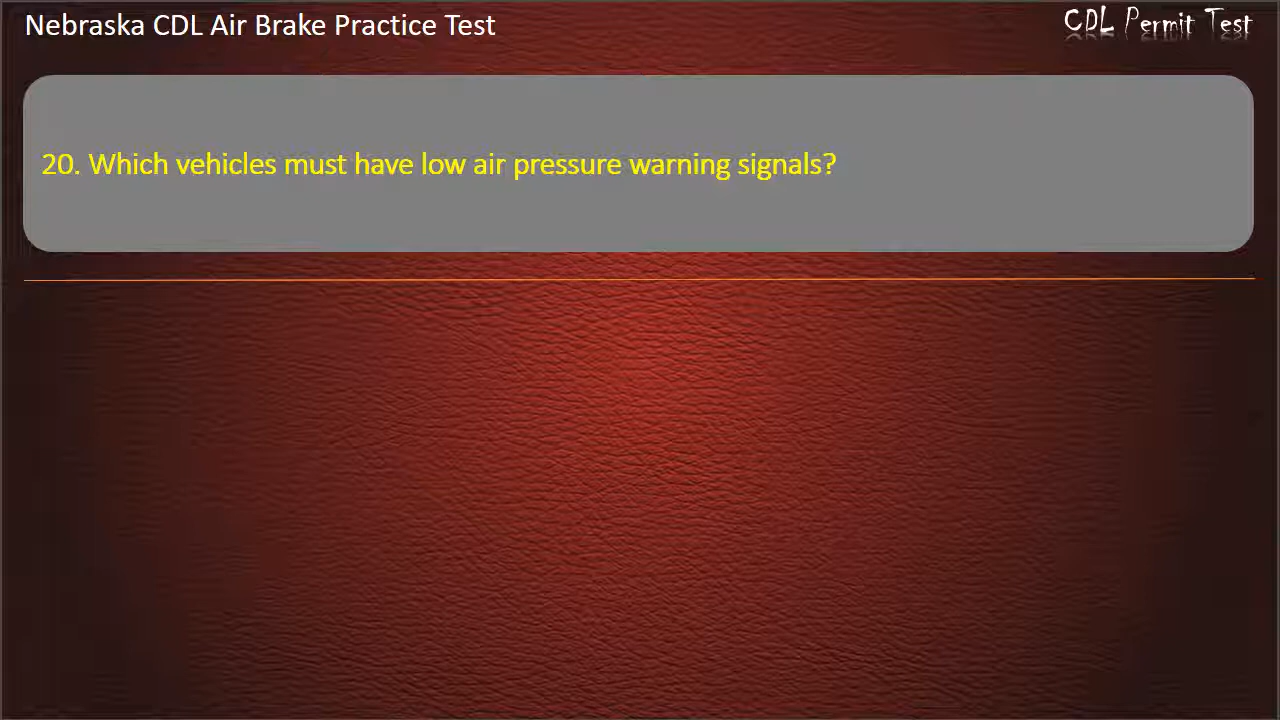 Nebraska CDL Air Brake Practice Test
CDL Permit Test
20. Which vehicles must have low air pressure warning signals?